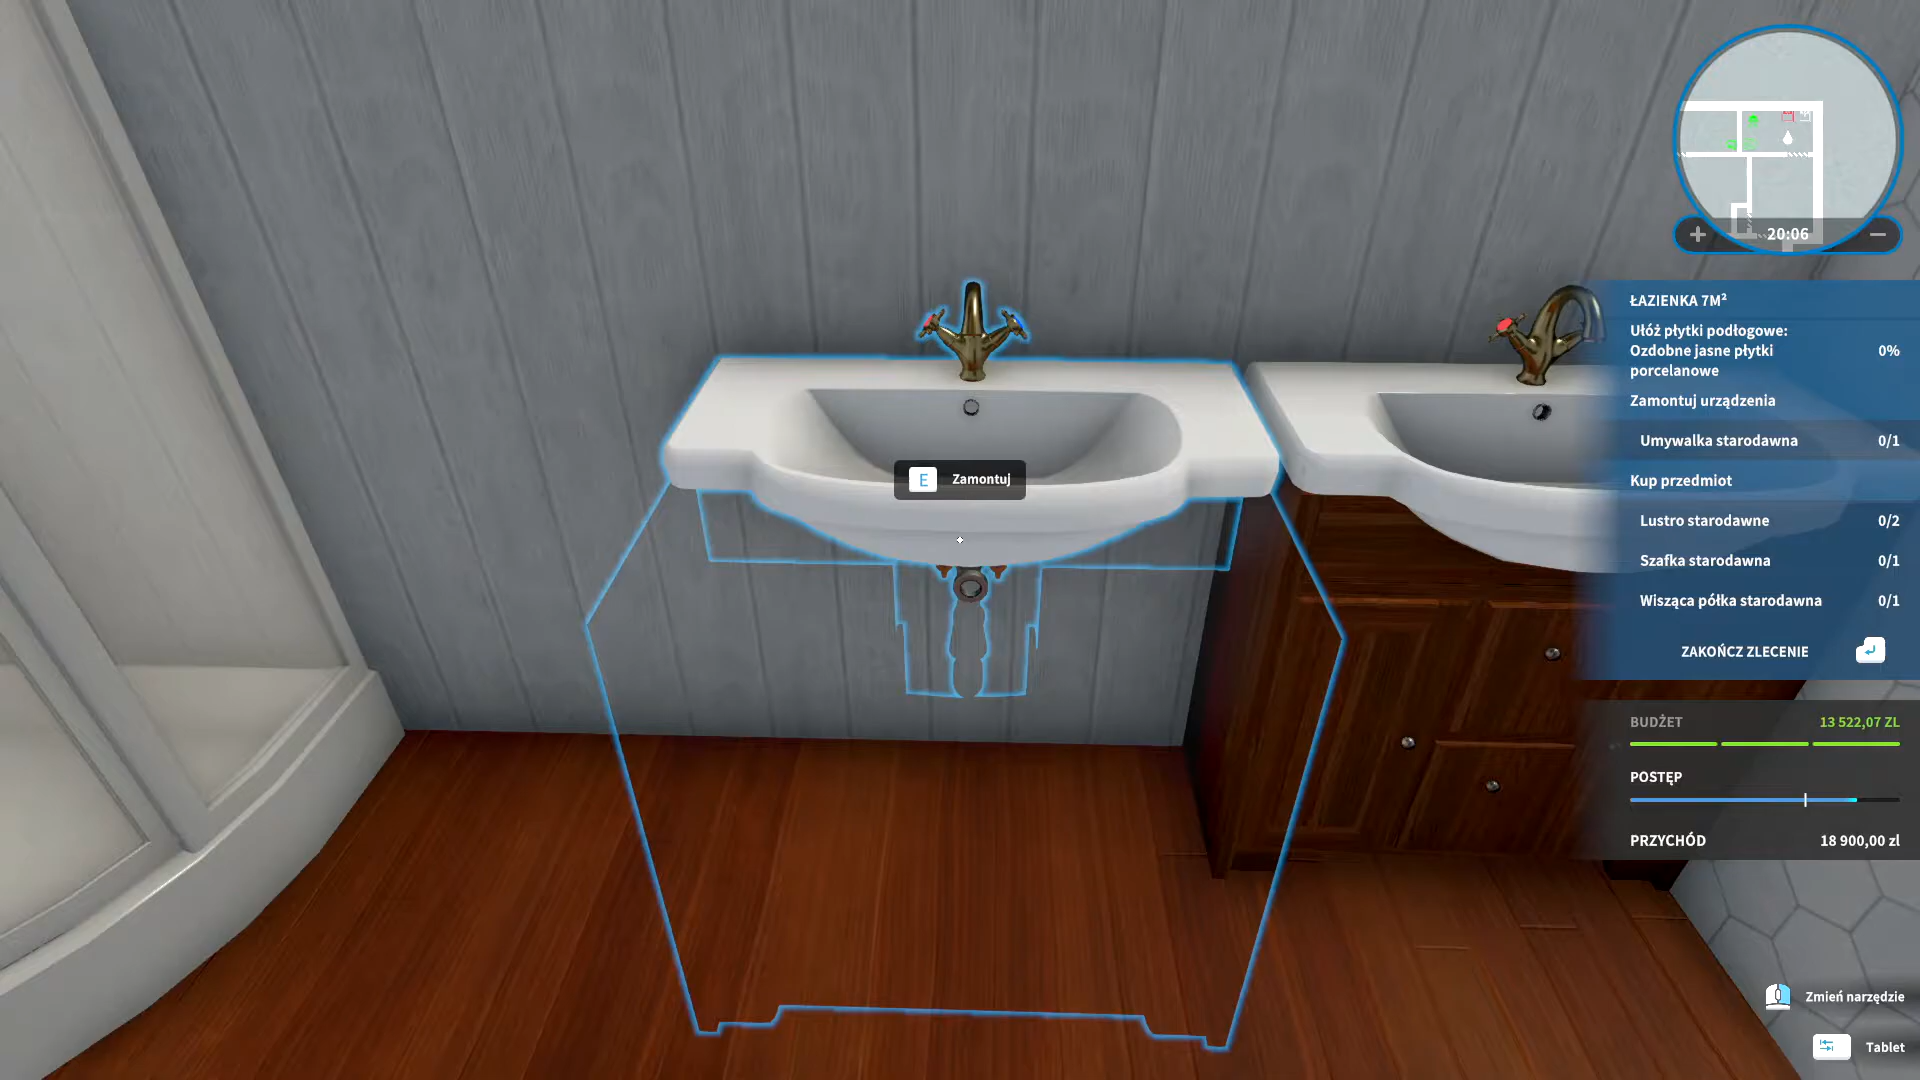 20:06
ŁAZIENKA 7M²
Ułóż płytki podłogowe:
Ozdobne jasne płytki 0%
porcelanowe
Zamontuj urządzenia
Umywalka starodawna 0/1
Kup przedmiot
Lustro starodawne 0/2
Szafka starodawna 0/1
Wisząca półka starodawna 0/1
ZAKOŃCZ ZLECENIE
BUDŻET 13 522,07 ZL
POSTĘP
PRZYCHÓD 18 900,00 zl
E Zamontuj
Zmień narzędzie
Tablet